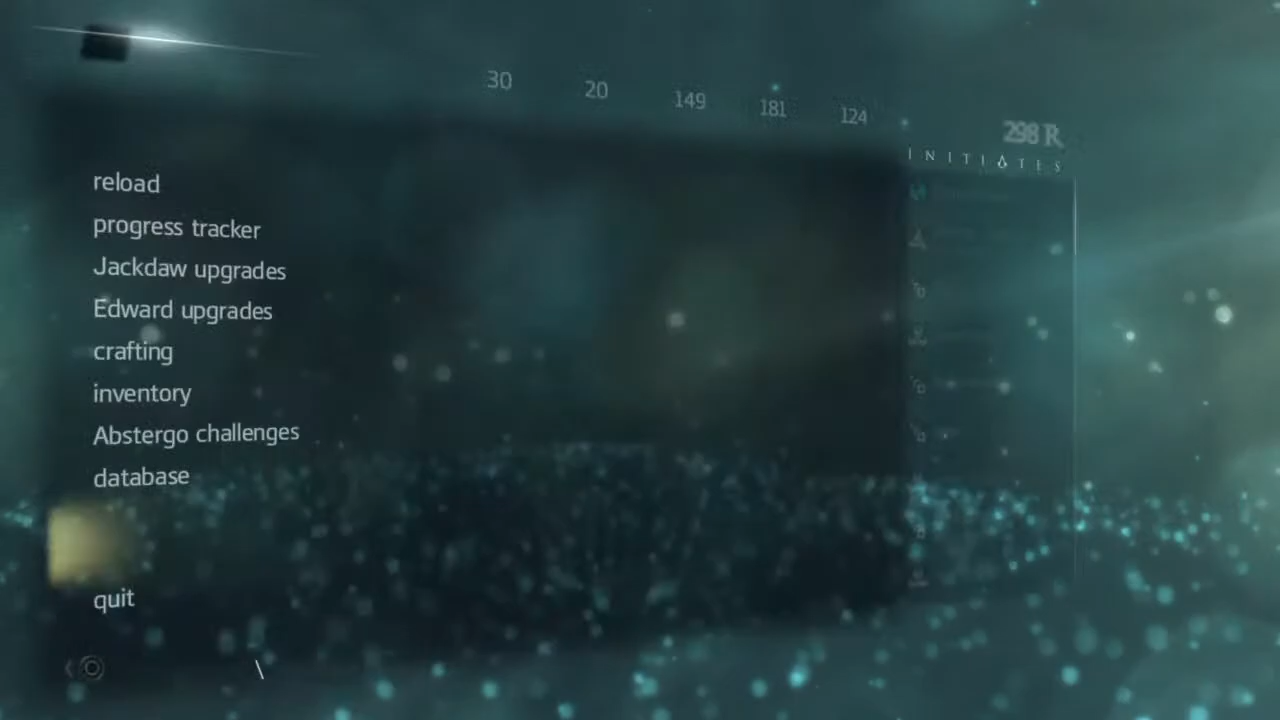 30 20 149 181 124
298 R
INITIATES
reload
progress tracker
Jackdaw upgrades
Edward upgrades
crafting
inventory
Abstergo challenges
database
quit